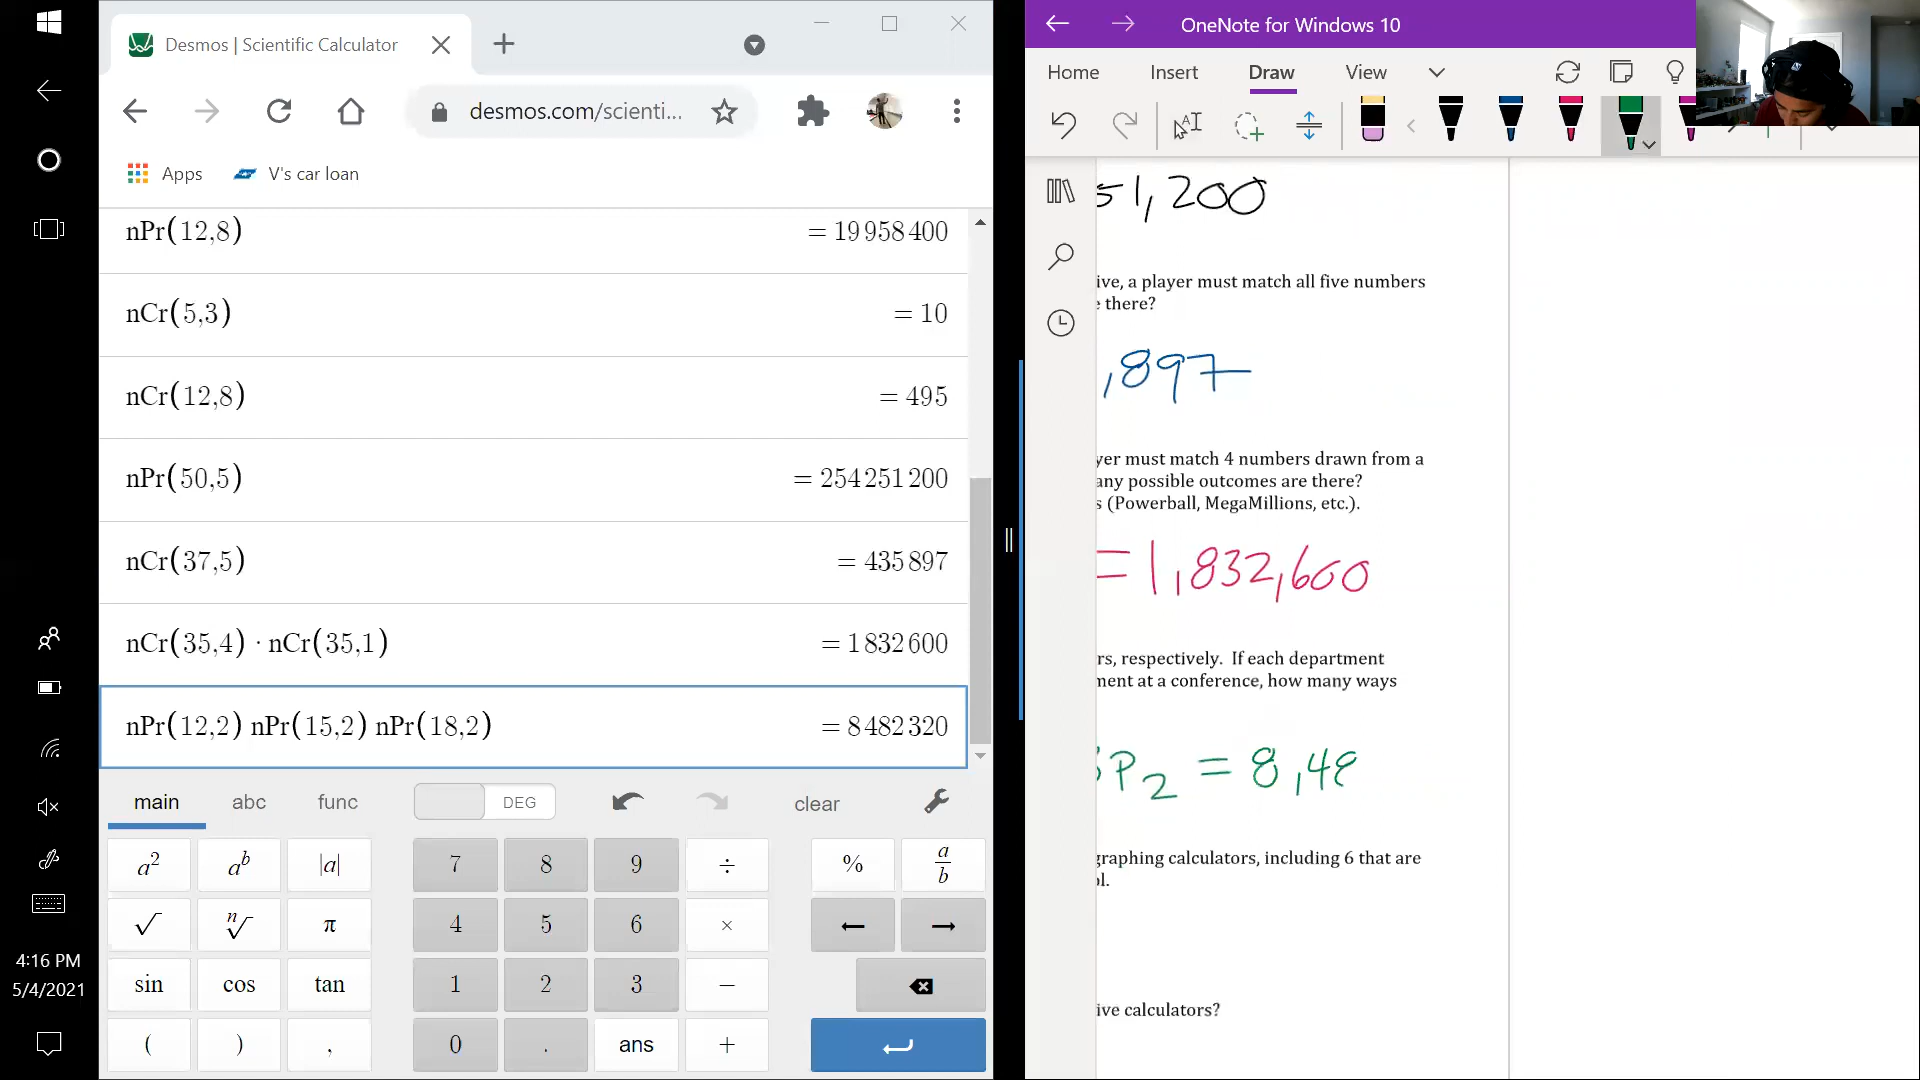 Desmos | Scientific Calculator
desmos.com/scienti...
Apps
V's car loan
nPr(12,8)
= 19958400
nCr(5,3)
= 10
nCr(12,8)
= 495
nPr(50,5)
= 254251200
nCr(37,5)
= 435897
nCr(35,4) · nCr(35,1)
= 1832600
nPr(12,2) nPr(15,2) nPr(18,2)
= 8482320
main
abc
func
DEG
clear
a²
aᵇ
|a|
7
8
9
÷
%
a/b
√
ⁿ√
π
4
5
6
×
←
→
sin
cos
tan
1
2
3
−
(
)
,
0
.
ans
+
4:16 PM
5/4/2021
OneNote for Windows 10
Home
Insert
Draw
View
51,200
ive, a player must match all five numbers
e there?
,897
yer must match 4 numbers drawn from a
any possible outcomes are there?
s (Powerball, MegaMillions, etc.).
= 1,832,600
rs, respectively. If each department
nent at a conference, how many ways
P₂ = 8,48
graphing calculators, including 6 that are
ol.
ive calculators?